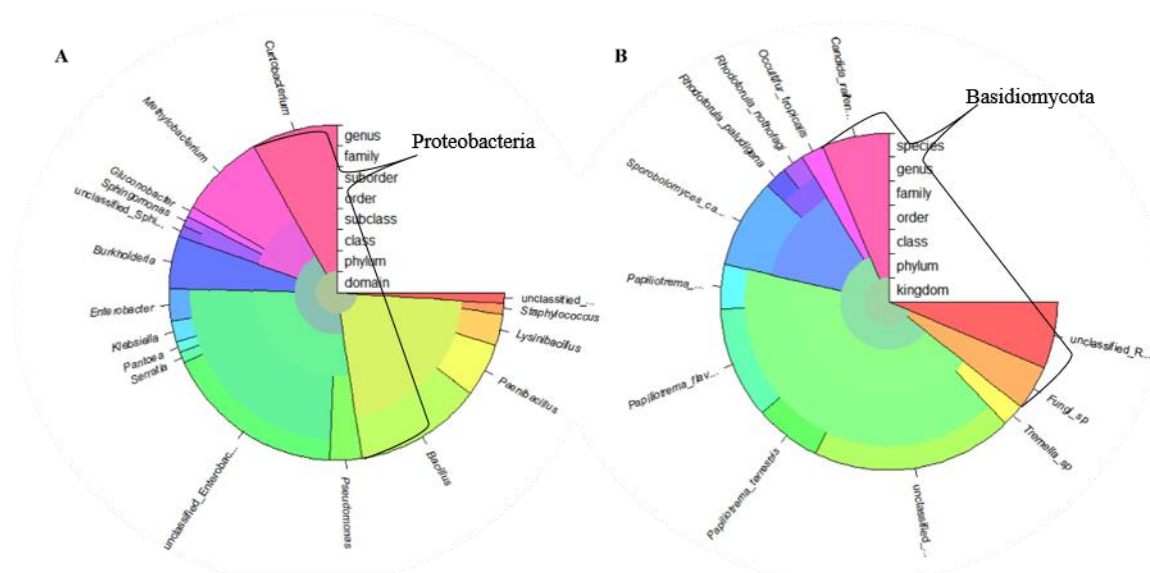 A
Curtobacterium
Methylobacterium
Gluconobacter
Sphingomonas
unclassified_Sphi...
Burkholderia
Enterobacter
Klebsiella
Pantoea
Serratia
unclassified_Enterobac...
Pseudomonas
Bacillus
Paenibacillus
Lysinibacillus
Staphylococcus
unclassified_...
genus
family
suborder
order
subclass
class
phylum
domain
Proteobacteria
B
Candida_railen...
Occultifur_tropicalis
Rhodotorula_nothofagi
Rhodotorula_paludigena
Sporobolomyces_ca...
Papiliotrema_...
Papiliotrema_flav...
Papiliotrema_terrestris
unclassified_...
Tremella_sp
Fungi_sp
unclassified_R...
species
genus
family
order
class
phylum
kingdom
Basidiomycota